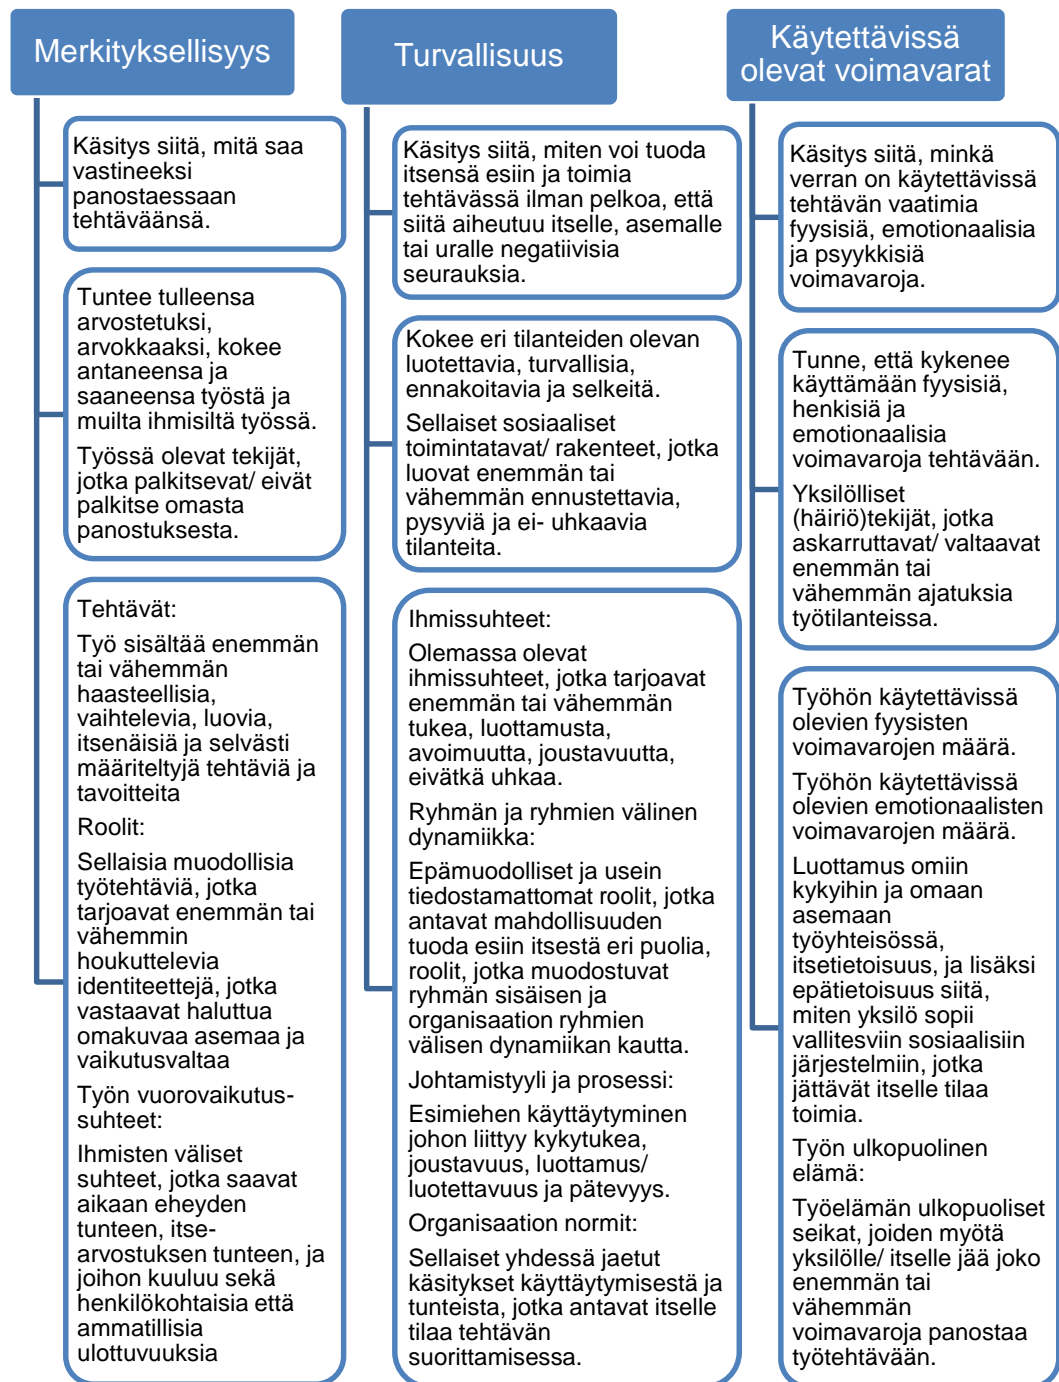 Merkityksellisyys
Käsitys siitä, mitä saa
vastineeksi
panostaessaan
tehtäväänsä.
Tuntee tulleensa
arvostetuksi,
arvokkaaksi, kokee
antaneensa ja
saaneensa työstä ja
muilta ihmisiltä työssä.
Työssä olevat tekijät,
jotka palkitsevat/ eivät
palkitse omasta
panostuksesta.
Tehtävät:
Työ sisältää enemmän
tai vähemmän
haasteellisia,
vaihtelevia, luovia,
itsenäisiä ja selvästi
määriteltyjä tehtäviä ja
tavoitteita
Roolit:
Sellaisia muodollisia
työtehtäviä, jotka
tarjoavat enemmän tai
vähemmin
houkuttelevia
identiteettejä, jotka
vastaavat haluttua
omakuvaa asemaa ja
vaikutusvaltaa
Työn vuorovaikutus-
suhteet:
Ihmisten väliset
suhteet, jotka saavat
aikaan eheyden
tunteen, itse-
arvostuksen tunteen, ja
joihon kuuluu sekä
henkilökohtaisia että
ammatillisia
ulottuvuuksia
Turvallisuus
Käsitys siitä, miten voi tuoda
itsensä esiin ja toimia
tehtävässä ilman pelkoa, että
siitä aiheutuu itselle, asemalle
tai uralle negatiivisia
seurauksia.
Kokee eri tilanteiden olevan
luotettavia, turvallisia,
ennakoitavia ja selkeitä.
Sellaiset sosiaaliset
toimintatavat/ rakenteet, jotka
luovat enemmän tai
vähemmän ennustettavia,
pysyviä ja ei- uhkaavia
tilanteita.
Ihmissuhteet:
Olemassa olevat
ihmissuhteet, jotka tarjoavat
enemmän tai vähemmän
tukea, luottamusta,
avoimuutta, joustavuutta,
eivätkä uhkaa.
Ryhmän ja ryhmien välinen
dynamiikka:
Epämuodolliset ja usein
tiedostamattomat roolit, jotka
antavat mahdollisuuden
tuoda esiin itsestä eri puolia,
roolit, jotka muodostuvat
ryhmän sisäisen ja
organisaation ryhmien
välisen dynamiikan kautta.
Johtamistyyli ja prosessi:
Esimiehen käyttäytyminen
johon liittyy kykytukea,
joustavuus, luottamus/
luotettavuus ja pätevyys.
Organisaation normit:
Sellaiset yhdessä jaetut
käsitykset käyttäytymisestä ja
tunteista, jotka antavat itselle
tilaa tehtävän
suorittamisessa.
Käytettävissä
olevat voimavarat
Käsitys siitä, minkä
verran on käytettävissä
tehtävän vaatimia
fyysisiä, emotionaalisia
ja psyykkisiä
voimavaroja.
Tunne, että kykenee
käyttämään fyysisiä,
henkisiä ja
emotionaalisia
voimavaroja tehtävään.
Yksilölliset
(häiriö)tekijät, jotka
askarruttavat/ valtaavat
enemmän tai
vähemmän ajatuksia
työtilanteissa.
Työhön käytettävissä
olevien fyysisten
voimavarojen määrä.
Työhön käytettävissä
olevien emotionaalisten
voimavarojen määrä.
Luottamus omiin
kykyihin ja omaan
asemaan
työyhteisössä,
itsetietoisuus, ja lisäksi
epätietoisuus siitä,
miten yksilö sopii
vallitesviin sosiaalisiin
järjestelmiin, jotka
jättävät itselle tilaa
toimia.
Työn ulkopuolinen
elämä:
Työelämän ulkopuoliset
seikat, joiden myötä
yksilölle/ itselle jää joko
enemmän tai
vähemmän
voimavaroja panostaa
työtehtävään.